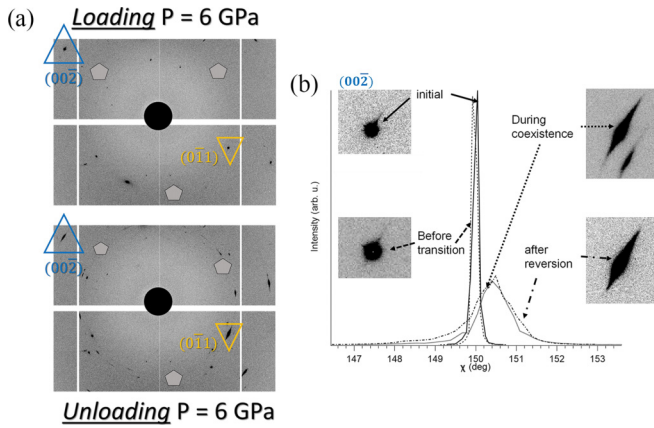 (a)
Loading P = 6 GPa
(002̅)
(01̅1)
(002̅)
(01̅1)
Unloading P = 6 GPa
(b)
(002̅)
initial
During
coexistence
Before
transition
after
reversion
Intensity (arb. u.)
147 148 149 150 151 152 153
χ (deg)